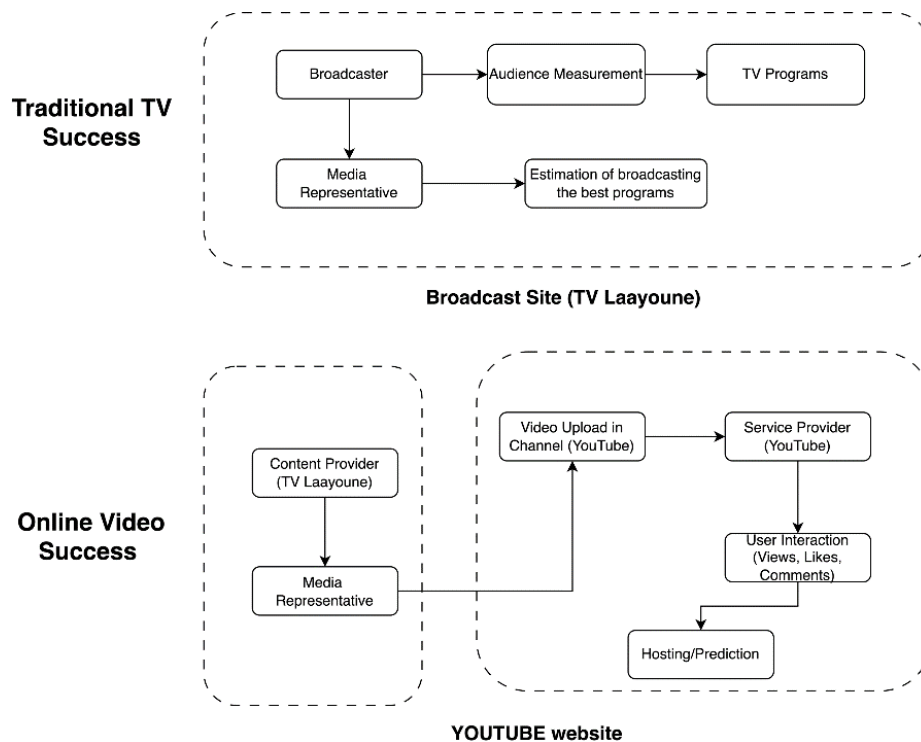 Traditional TV
Success
Broadcaster
Audience Measurement
TV Programs
Media
Representative
Estimation of broadcasting
the best programs
Broadcast Site (TV Laayoune)
Online Video
Success
Content Provider
(TV Laayoune)
Media
Representative
Video Upload in
Channel (YouTube)
Service Provider
(YouTube)
User Interaction
(Views, Likes,
Comments)
Hosting/Prediction
YOUTUBE website